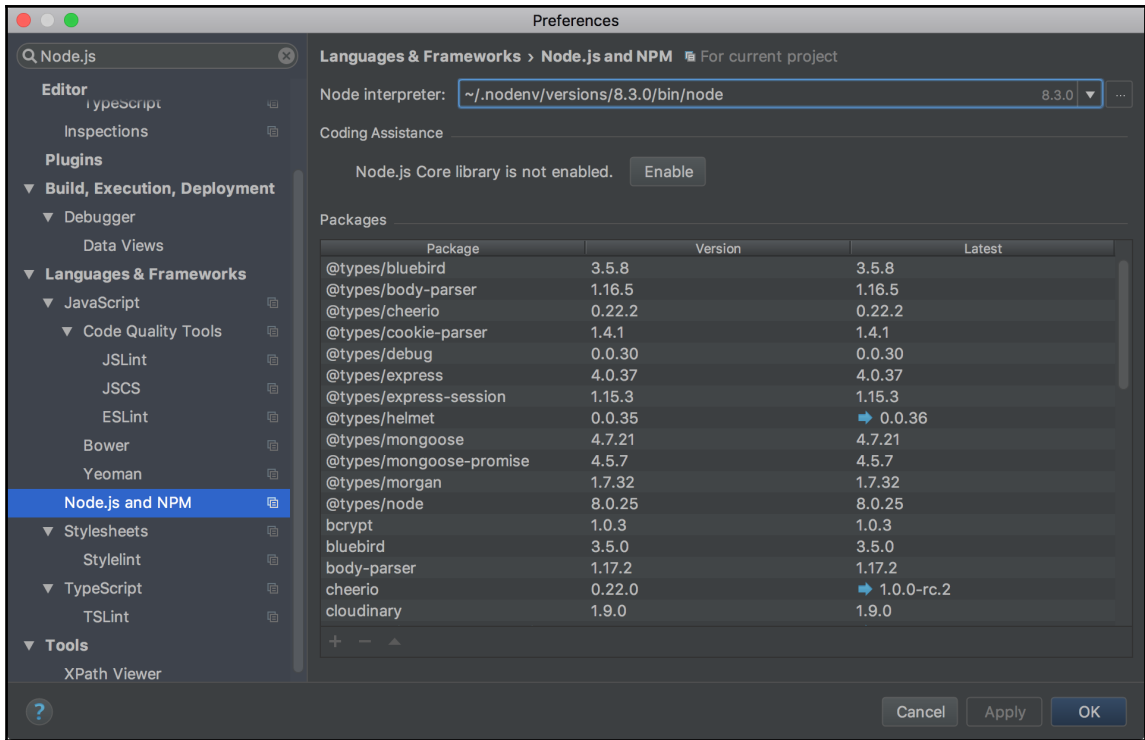 Preferences
Node.js
Editor
TypeScript
Inspections
Plugins
Build, Execution, Deployment
Debugger
Data Views
Languages & Frameworks
JavaScript
Code Quality Tools
JSLint
JSCS
ESLint
Bower
Yeoman
Node.js and NPM
Stylesheets
Stylelint
TypeScript
TSLint
Tools
XPath Viewer
Languages & Frameworks › Node.js and NPM For current project
Node interpreter: ~/.nodenv/versions/8.3.0/bin/node 8.3.0 ...
Coding Assistance
Node.js Core library is not enabled. Enable
Packages
Package Version Latest
@types/bluebird 3.5.8 3.5.8
@types/body-parser 1.16.5 1.16.5
@types/cheerio 0.22.2 0.22.2
@types/cookie-parser 1.4.1 1.4.1
@types/debug 0.0.30 0.0.30
@types/express 4.0.37 4.0.37
@types/express-session 1.15.3 1.15.3
@types/helmet 0.0.35 0.0.36
@types/mongoose 4.7.21 4.7.21
@types/mongoose-promise 4.5.7 4.5.7
@types/morgan 1.7.32 1.7.32
@types/node 8.0.25 8.0.25
bcrypt 1.0.3 1.0.3
bluebird 3.5.0 3.5.0
body-parser 1.17.2 1.17.2
cheerio 0.22.0 1.0.0-rc.2
cloudinary 1.9.0 1.9.0
? Cancel Apply OK